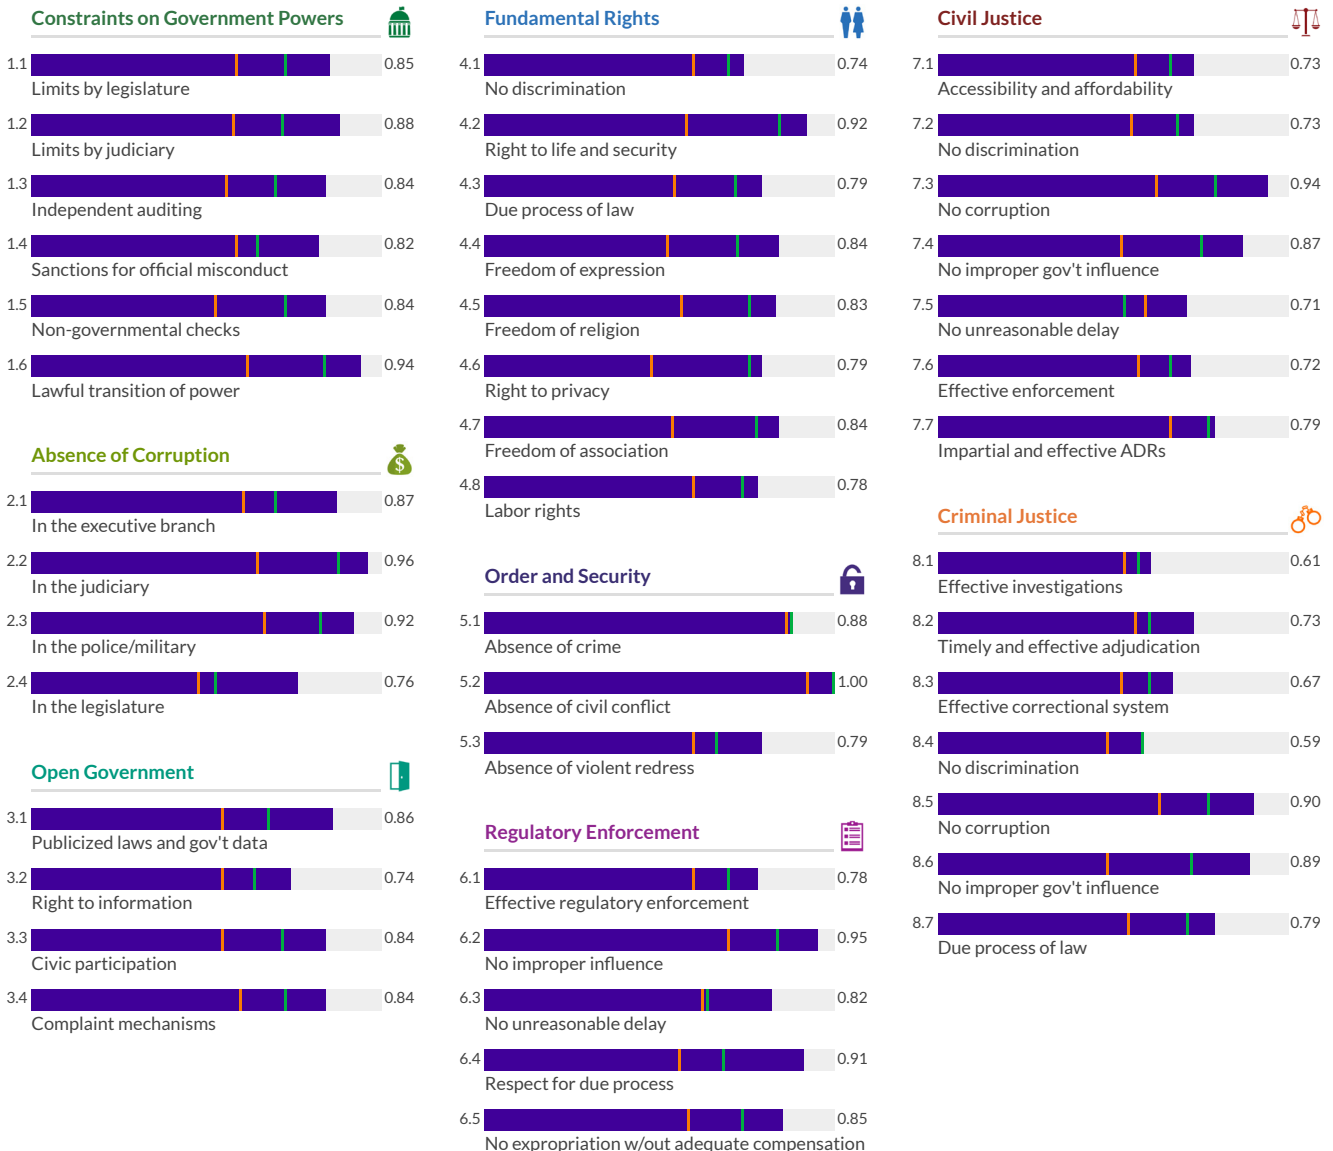 Constraints on Government Powers
1.1 0.85
Limits by legislature
1.2 0.88
Limits by judiciary
1.3 0.84
Independent auditing
1.4 0.82
Sanctions for official misconduct
1.5 0.84
Non-governmental checks
1.6 0.94
Lawful transition of power
Absence of Corruption
$
2.1 0.87
In the executive branch
2.2 0.96
In the judiciary
2.3 0.92
In the police/military
2.4 0.76
In the legislature
Open Government
3.1 0.86
Publicized laws and gov't data
3.2 0.74
Right to information
3.3 0.84
Civic participation
3.4 0.84
Complaint mechanisms
Fundamental Rights
4.1 0.74
No discrimination
4.2 0.92
Right to life and security
4.3 0.79
Due process of law
4.4 0.84
Freedom of expression
4.5 0.83
Freedom of religion
4.6 0.79
Right to privacy
4.7 0.84
Freedom of association
4.8 0.78
Labor rights
Order and Security
5.1 0.88
Absence of crime
5.2 1.00
Absence of civil conflict
5.3 0.79
Absence of violent redress
Regulatory Enforcement
6.1 0.78
Effective regulatory enforcement
6.2 0.95
No improper influence
6.3 0.82
No unreasonable delay
6.4 0.91
Respect for due process
6.5 0.85
No expropriation w/out adequate compensation
Civil Justice
7.1 0.73
Accessibility and affordability
7.2 0.73
No discrimination
7.3 0.94
No corruption
7.4 0.87
No improper gov't influence
7.5 0.71
No unreasonable delay
7.6 0.72
Effective enforcement
7.7 0.79
Impartial and effective ADRs
Criminal Justice
8.1 0.61
Effective investigations
8.2 0.73
Timely and effective adjudication
8.3 0.67
Effective correctional system
8.4 0.59
No discrimination
8.5 0.90
No corruption
8.6 0.89
No improper gov't influence
8.7 0.79
Due process of law